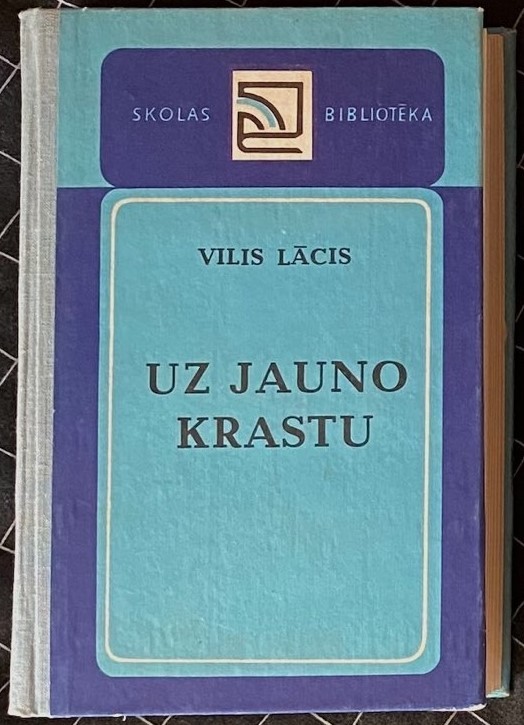 SKOLAS BIBLIOTĒKA
VILIS LĀCIS
UZ JAUNO
KRASTU